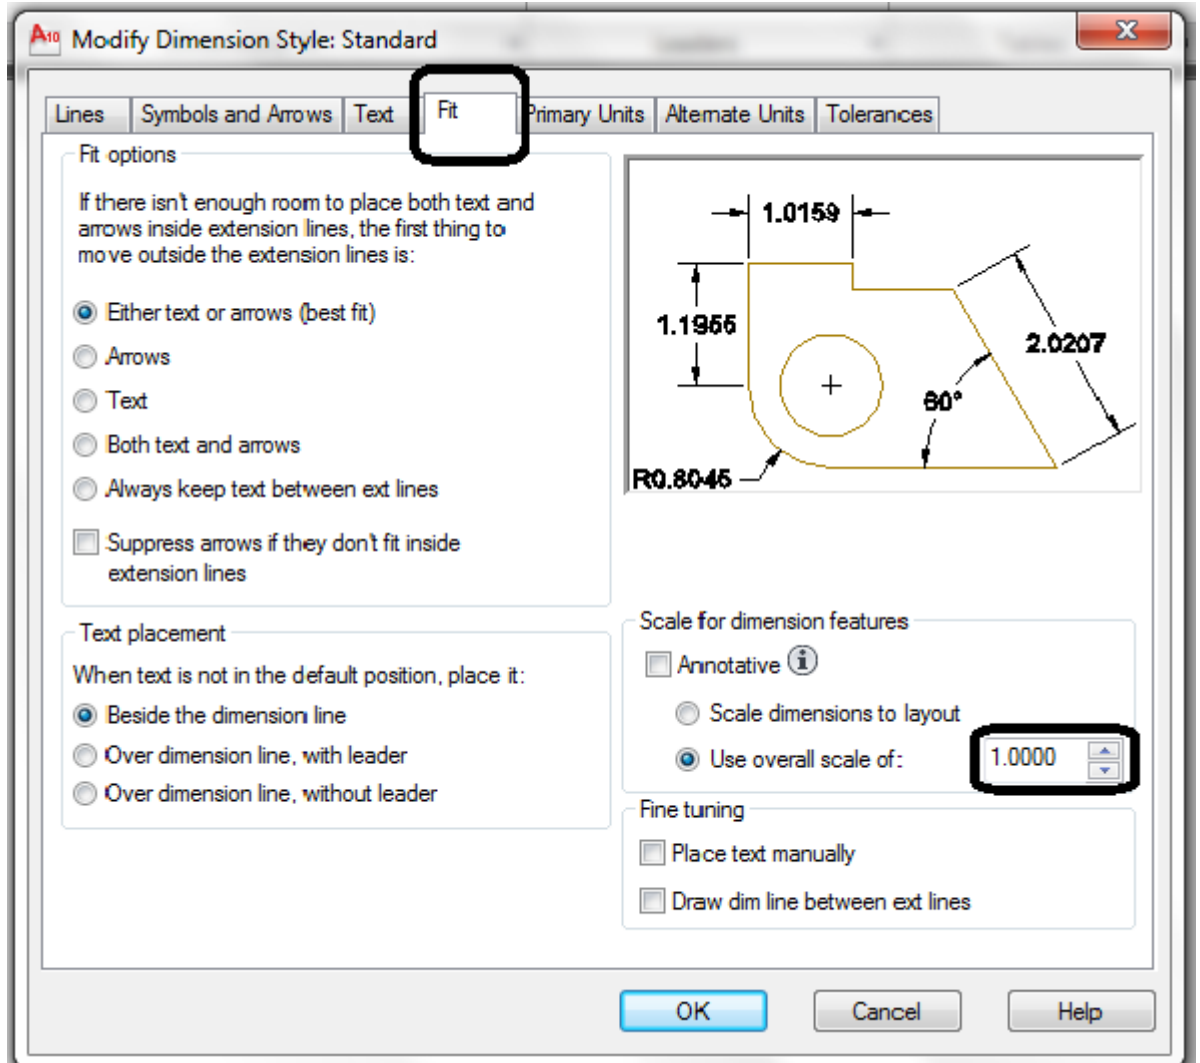 A10 Modify Dimension Style: Standard
Lines Symbols and Arrows Text Fit Primary Units Alternate Units Tolerances
Fit options
If there isn't enough room to place both text and
arrows inside extension lines, the first thing to
move outside the extension lines is:
Either text or arrows (best fit)
Arrows
Text
Both text and arrows
Always keep text between ext lines
Suppress arrows if they don't fit inside
extension lines
Text placement
When text is not in the default position, place it:
Beside the dimension line
Over dimension line, with leader
Over dimension line, without leader
1.0159
1.1955
2.0207
60°
R0.8045
Scale for dimension features
Annotative
Scale dimensions to layout
Use overall scale of: 1.0000
Fine tuning
Place text manually
Draw dim line between ext lines
OK Cancel Help